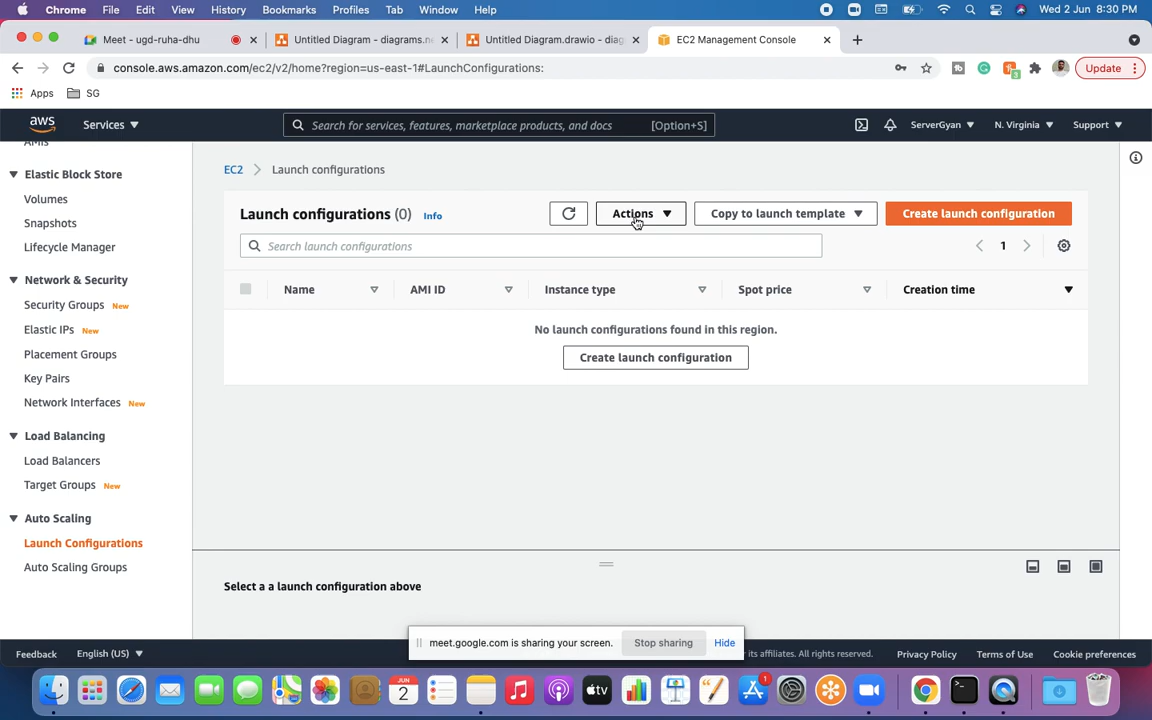 Chrome File Edit View History Bookmarks Profiles Tab Window Help Wed 2 Jun 8:30 PM
Meet - ugd-ruha-dhu
Untitled Diagram - diagrams.ne
Untitled Diagram.drawio - diag
EC2 Management Console
console.aws.amazon.com/ec2/v2/home?region=us-east-1#LaunchConfigurations:
Update
Apps SG
aws Services Search for services, features, marketplace products, and docs [Option+S] ServerGyan N. Virginia Support
AMIs
Elastic Block Store
Volumes
Snapshots
Lifecycle Manager
Network & Security
Security Groups New
Elastic IPs New
Placement Groups
Key Pairs
Network Interfaces New
Load Balancing
Load Balancers
Target Groups New
Auto Scaling
Launch Configurations
Auto Scaling Groups
EC2 > Launch configurations
Launch configurations (0) Info
Actions Copy to launch template Create launch configuration
Search launch configurations
1
Name AMI ID Instance type Spot price Creation time
No launch configurations found in this region.
Create launch configuration
Select a a launch configuration above
meet.google.com is sharing your screen. Stop sharing Hide
Feedback English (US) its affiliates. All rights reserved. Privacy Policy Terms of Use Cookie preferences
JUN
2
tv
1